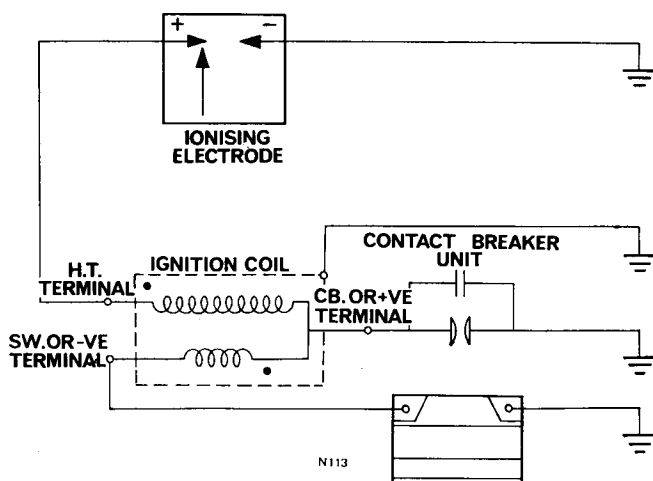 + -
IONISING
ELECTRODE
CONTACT BREAKER
UNIT
H.T.
TERMINAL
IGNITION COIL
CB. OR +VE
TERMINAL
SW. OR -VE
TERMINAL
N113